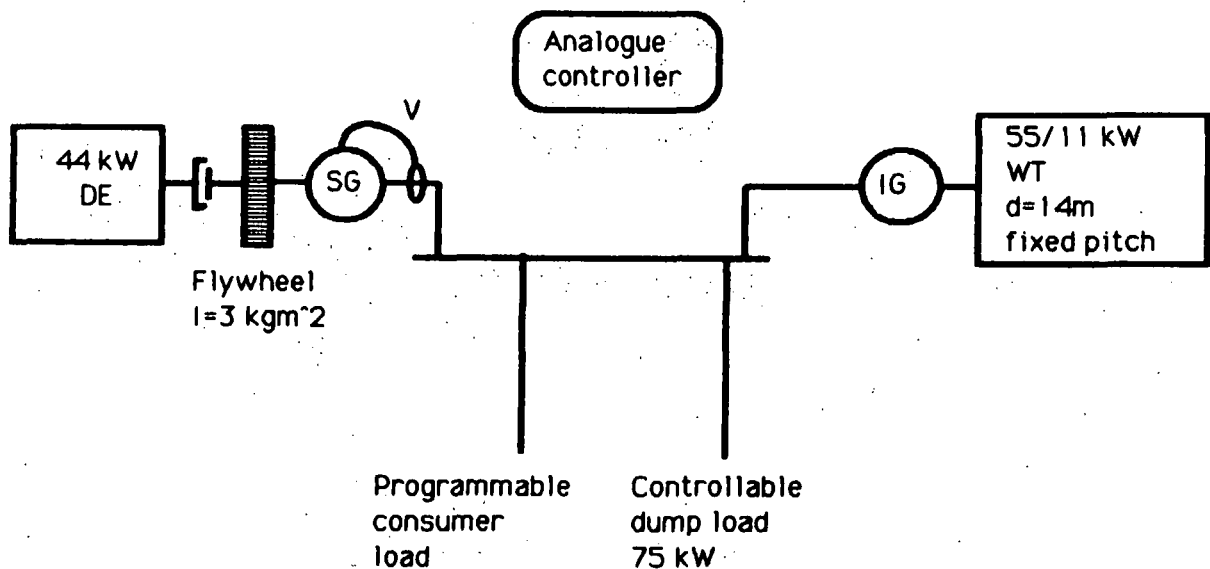 Analogue
controller
V
44 kW
DE
SG
IG
55/11 kW
WT
d=14m
fixed pitch
Flywheel
I=3 kgm^2
Programmable
consumer
load
Controllable
dump load
75 kW